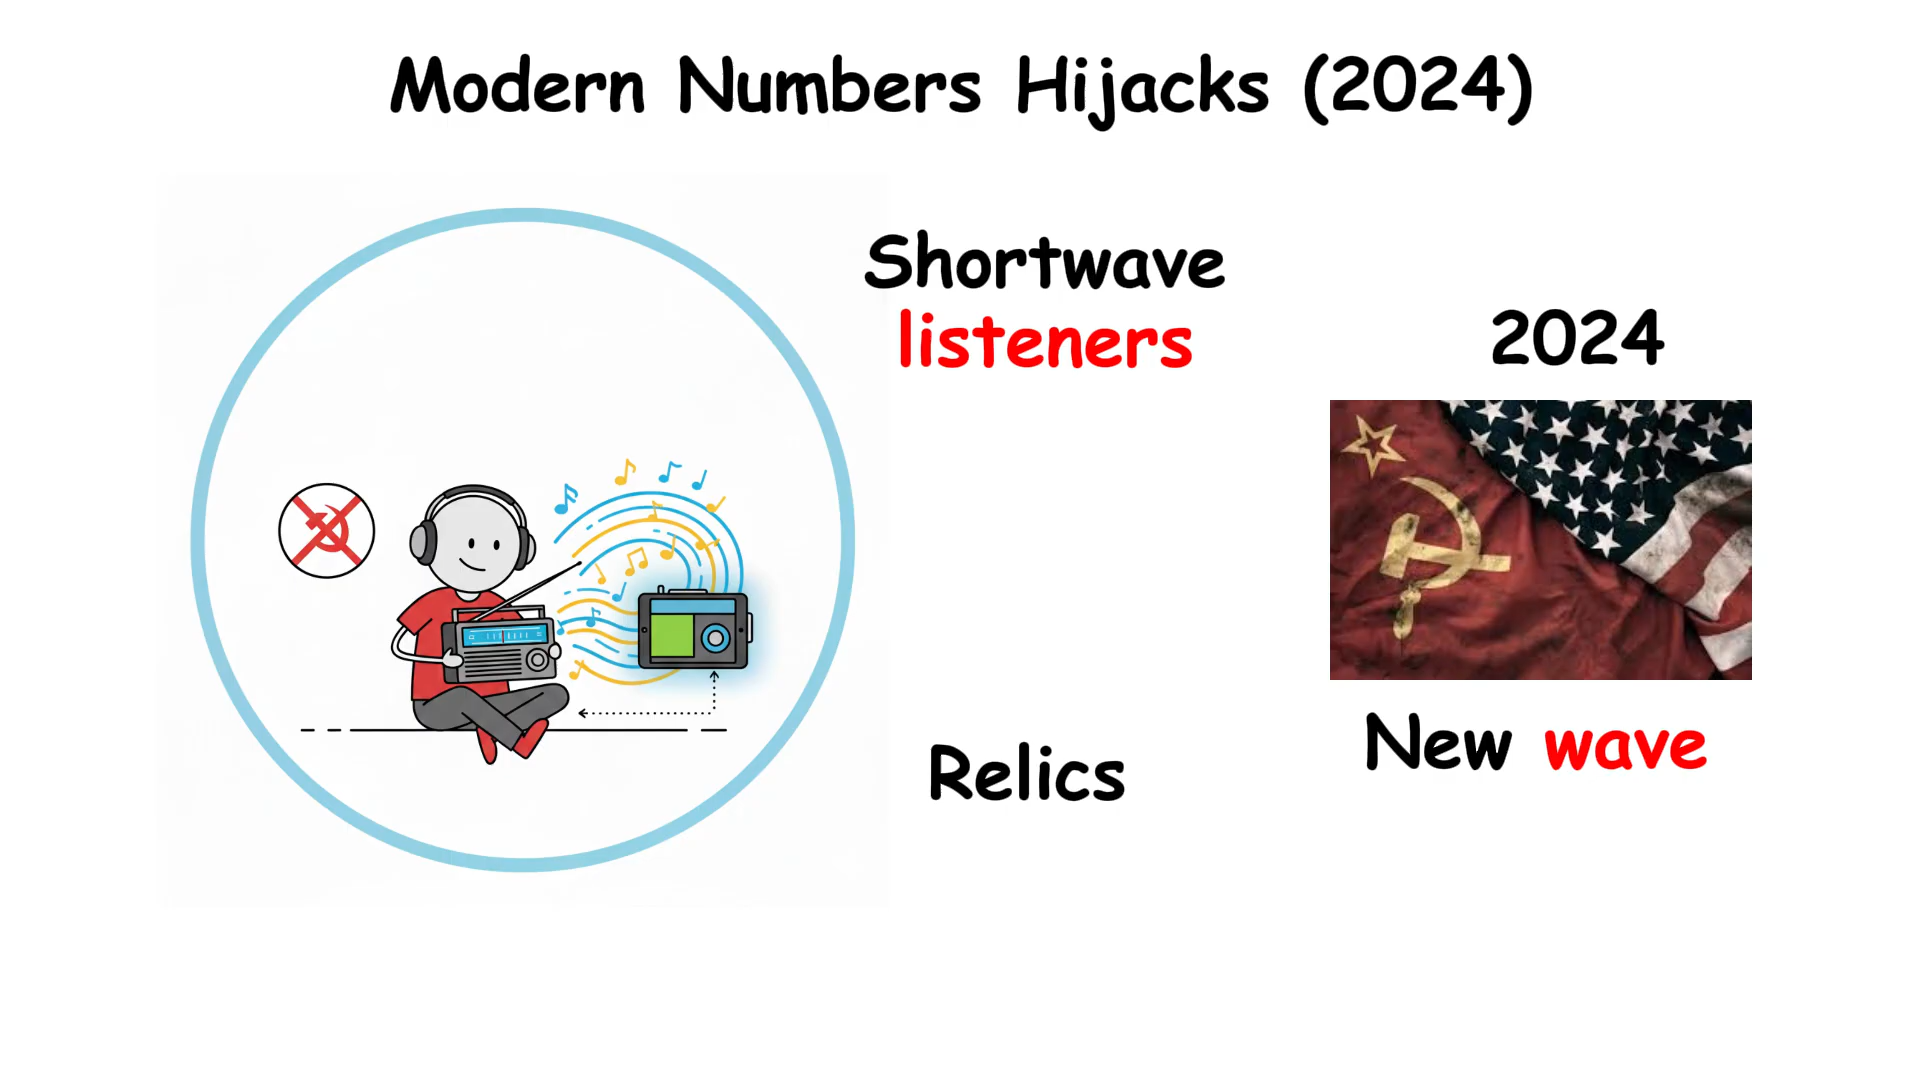 Modern Numbers Hijacks (2024)
Shortwave
listeners
Relics
2024
New wave